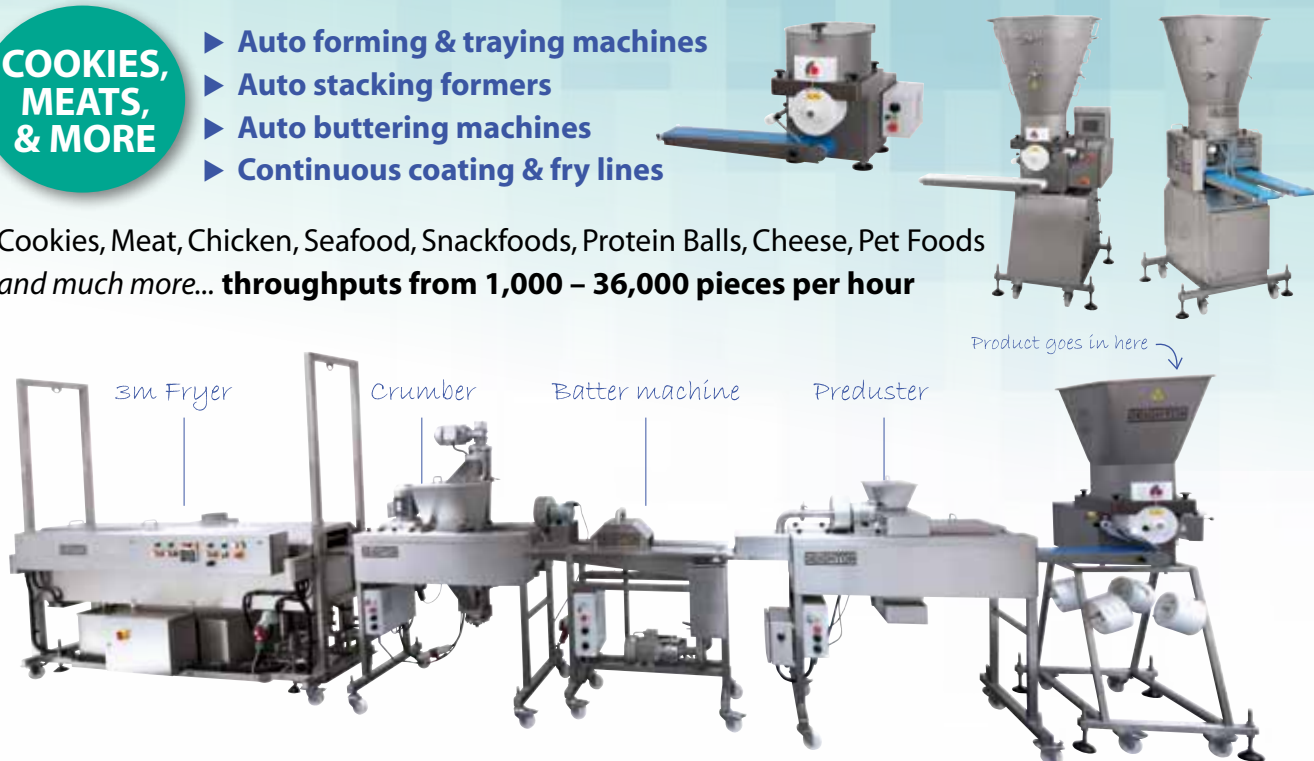 COOKIES,
MEATS,
& MORE
▶ Auto forming & traying machines
▶ Auto stacking formers
▶ Auto buttering machines
▶ Continuous coating & fry lines
Cookies, Meat, Chicken, Seafood, Snackfoods, Protein Balls, Cheese, Pet Foods
and much more... throughputs from 1,000 – 36,000 pieces per hour
Product goes in here
3m Fryer
Crumber
Batter machine
Preduster
DEIGHTON